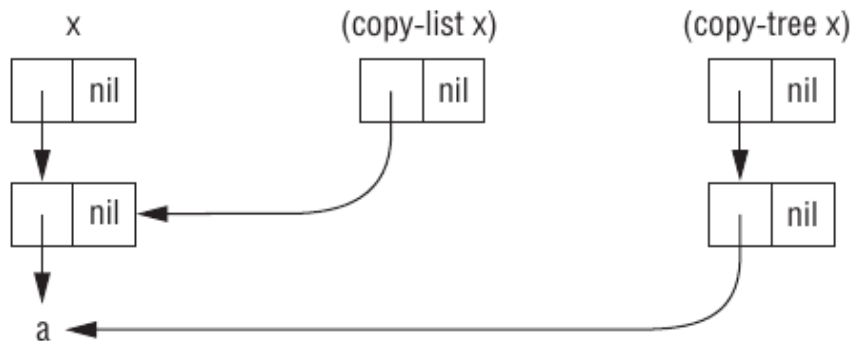 x (copy-list x) (copy-tree x)
nil nil nil
nil nil
a